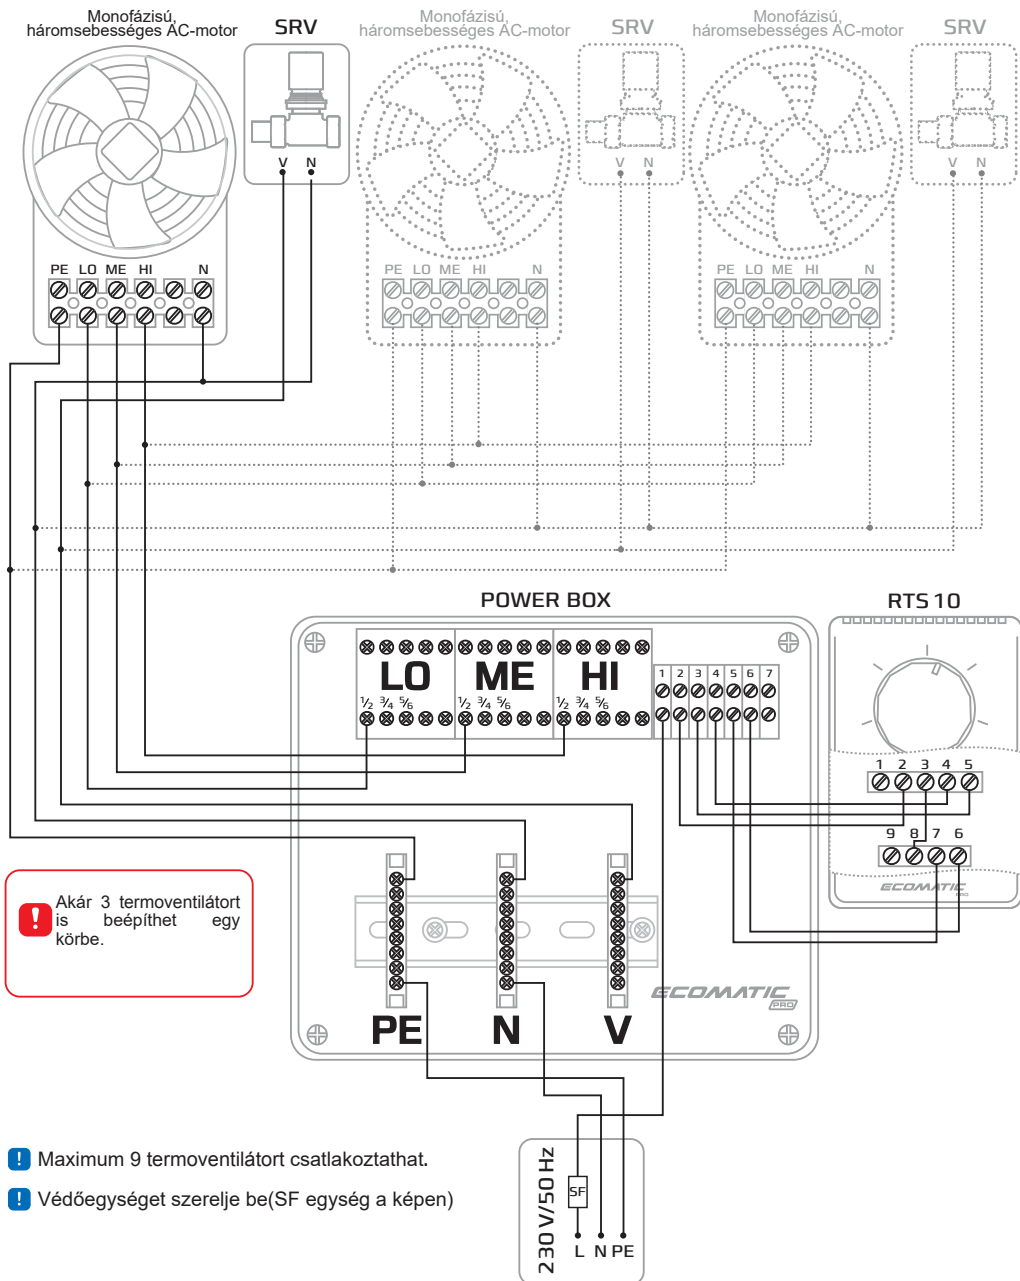 Monofázisú,
háromsebességes AC-motor
SRV
Monofázisú,
háromsebességes AC-motor
SRV
Monofázisú,
háromsebességes AC-motor
SRV
V N
V N
V N
PE LO ME HI N
PE LO ME HI N
PE LO ME HI N
POWER BOX
RTS 10
LO ME HI
1/2 3/4 5/6
1/2 3/4 5/6
1/2 3/4 5/6
1 2 3 4 5 6 7
1 2 3 4 5
9 8 7 6
ECOMATIC
PRO
! Akár 3 termoventilátort
is beépíthet egy
körbe.
ECOMATIC
PRO
PE N V
! Maximum 9 termoventilátort csatlakoztathat.
! Védőegységet szerelje be(SF egység a képen)
230 V/50 Hz
SF
L N PE